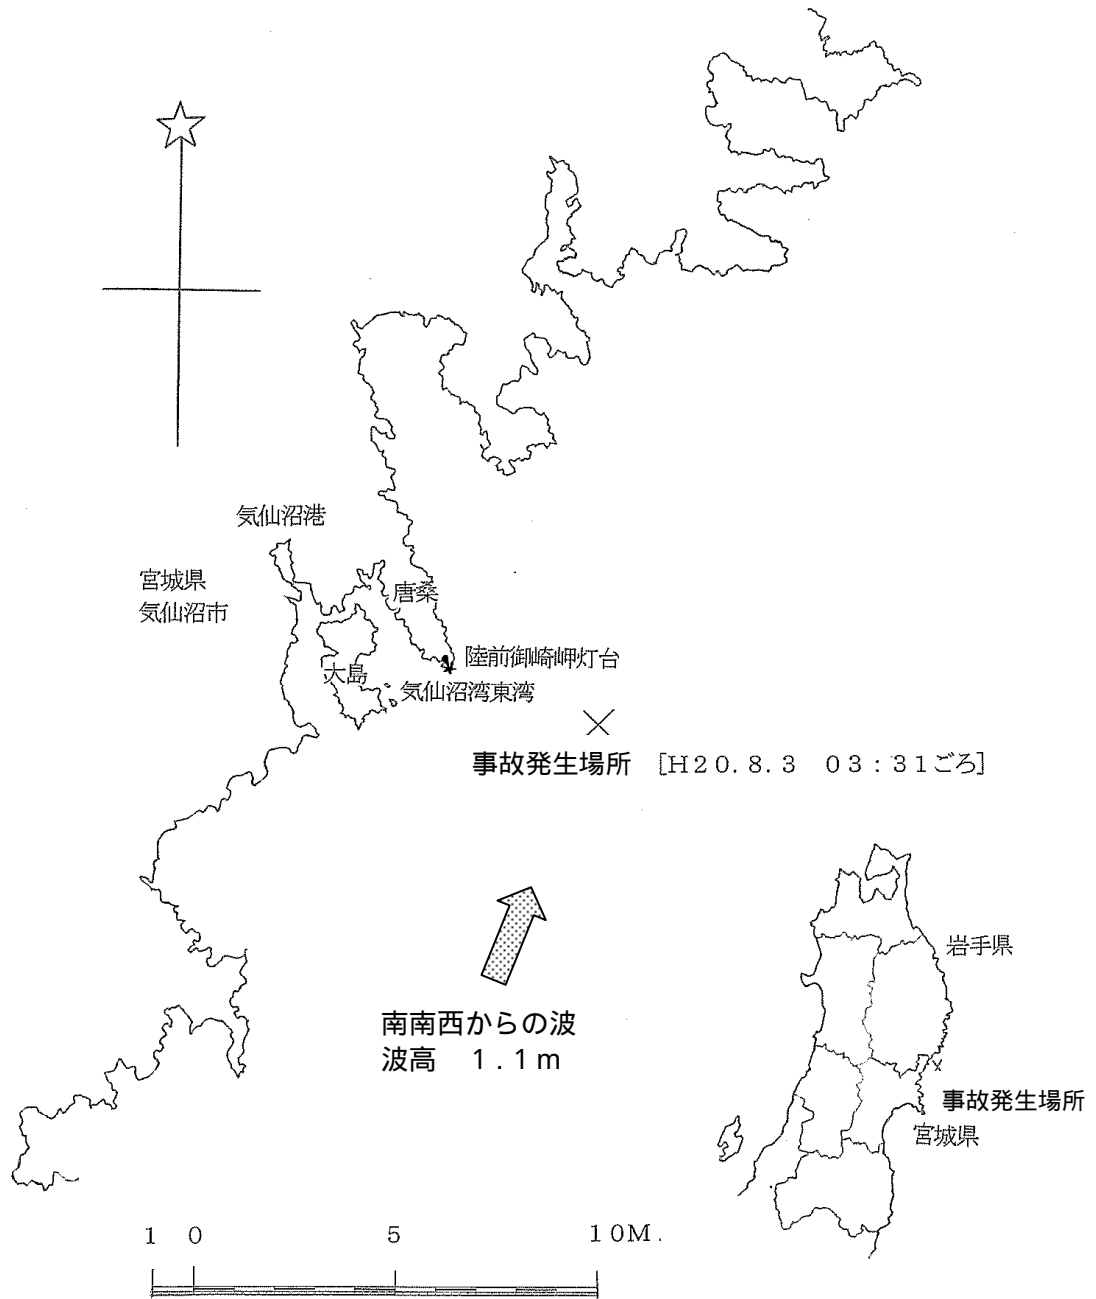 気仙沼港
宮城県
気仙沼市
唐桑
陸前御崎岬灯台
大島
気仙沼湾東湾
事故発生場所 [H20.8.3 03:31ごろ]
岩手県
南南西からの波
波高 1.1m
事故発生場所
宮城県
1 0 5 10M.